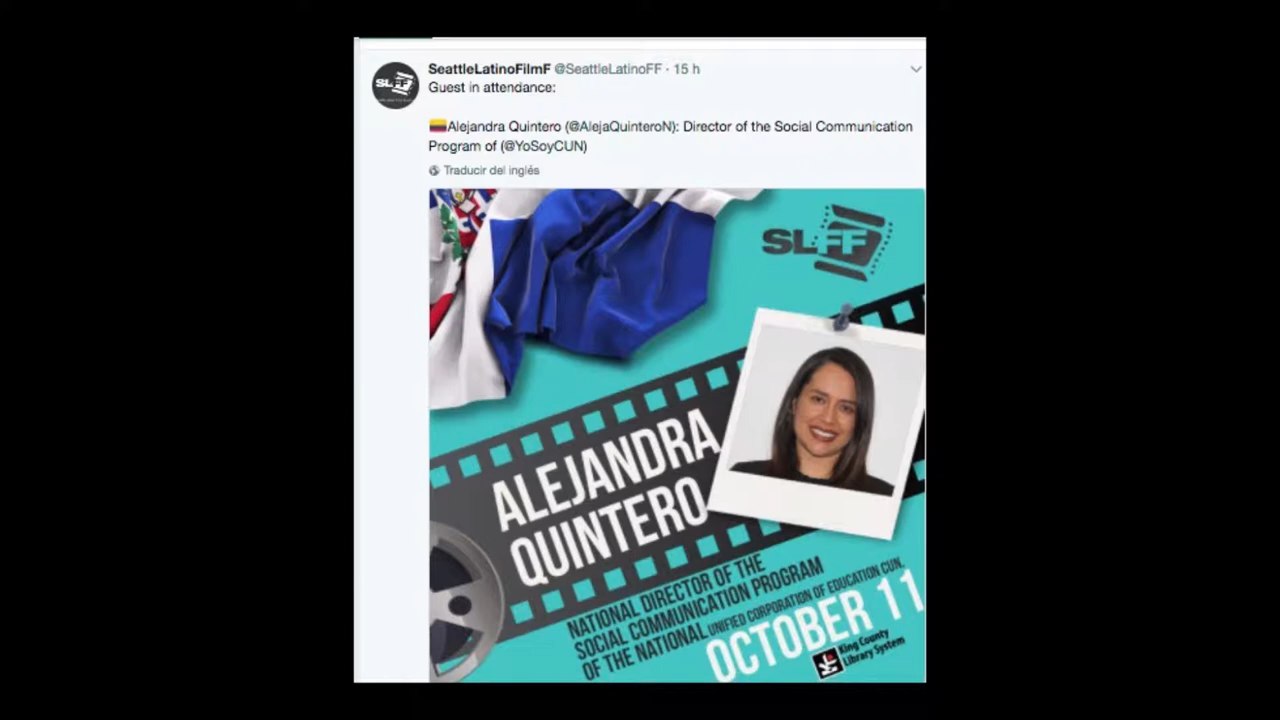 SLFF
SeattleLatinoFilmF @SeattleLatinoFF · 15 h
Guest in attendance:
Alejandra Quintero (@AlejaQuinteroN): Director of the Social Communication
Program of (@YoSoyCUN)
Traducir del inglés
SLFF
ALEJANDRA
QUINTERO
NATIONAL DIRECTOR OF THE
SOCIAL COMMUNICATION PROGRAM
OF THE NATIONAL UNIFIED CORPORATION OF EDUCATION CUN.
OCTOBER 11
King County
Library System